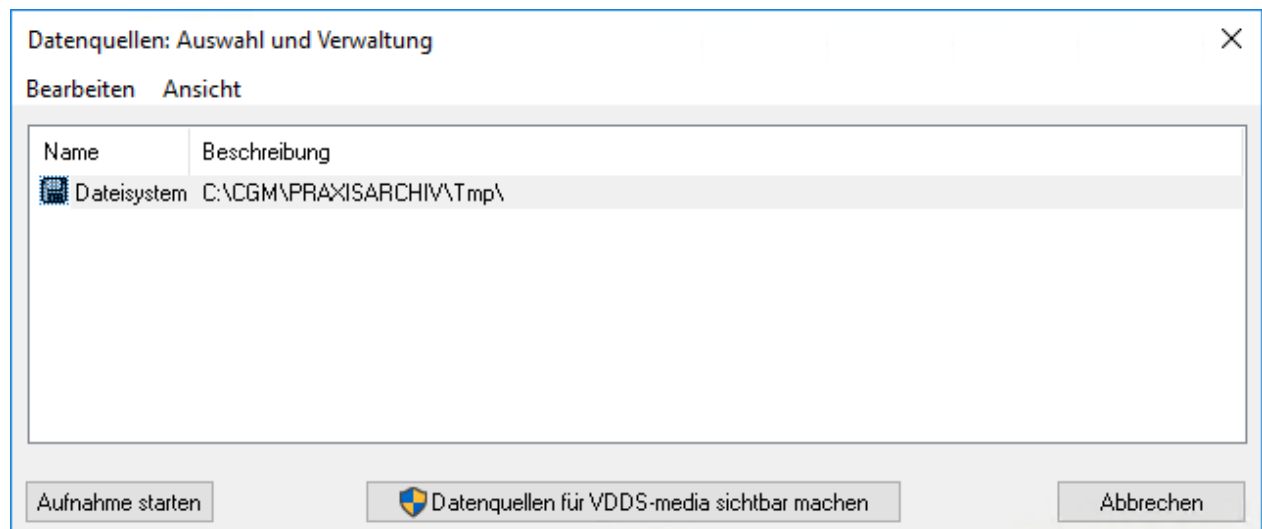 Datenquellen: Auswahl und Verwaltung
Bearbeiten Ansicht
Name Beschreibung
Dateisystem C:\CGM\PRAXISARCHIV\Tmp\
Aufnahme starten Datenquellen für VDDS-media sichtbar machen Abbrechen